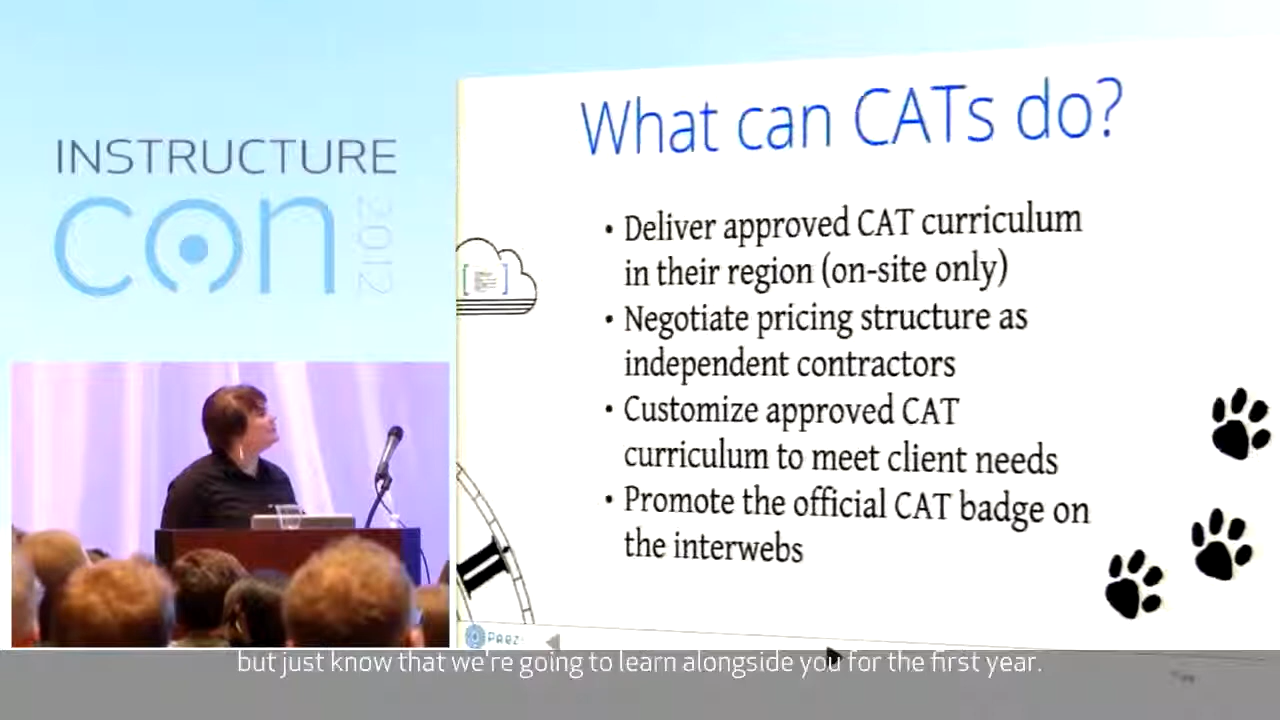 INSTRUCTURE
con
2012
What can CATs do?
• Deliver approved CAT curriculum
in their region (on-site only)
• Negotiate pricing structure as
independent contractors
• Customize approved CAT
curriculum to meet client needs
• Promote the official CAT badge on
the interwebs
but just know that we're going to learn alongside you for the first year.